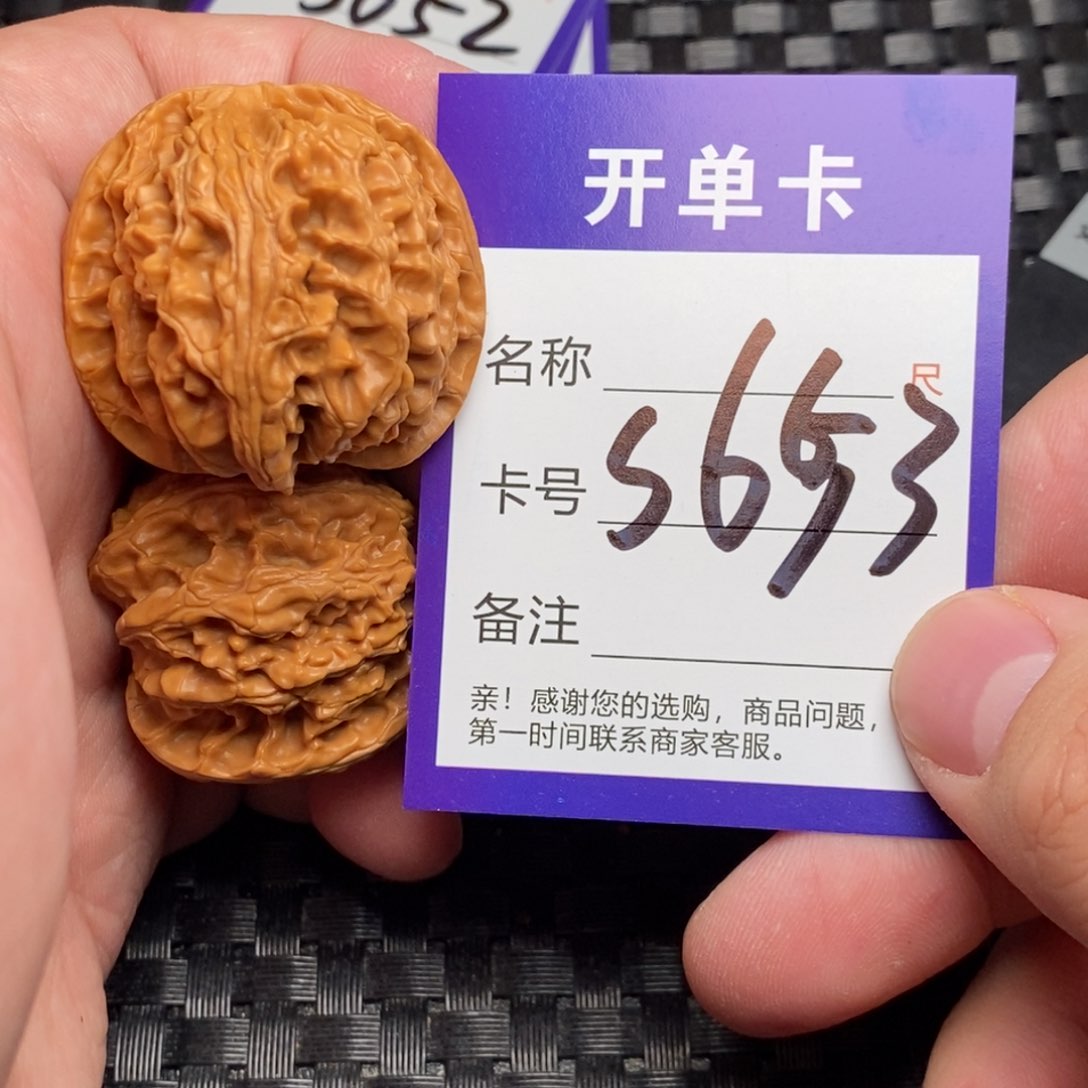 开单卡
名称 尺
卡号
备注
亲！感谢您的选购，商品问题，
第一时间联系商家客服。